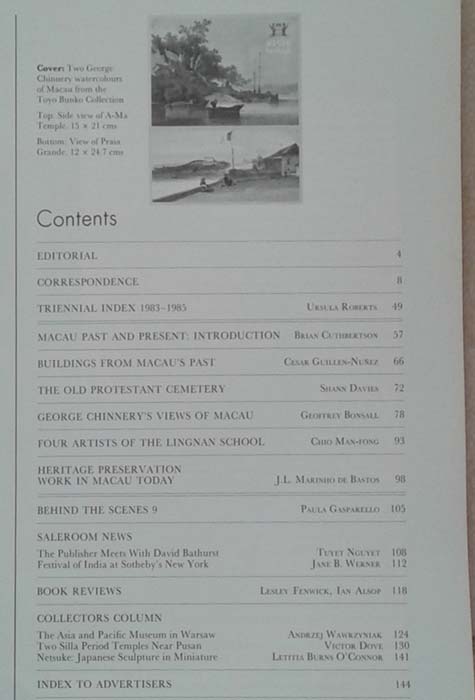 Cover: Two George
Chinnery watercolours
of Macau from the
Toyo Bunko Collection
Top: Side view of A-Ma
Temple. 15 × 21 cms
Bottom: View of Praia
Grande. 12 × 24.7 cms
Contents
EDITORIAL 4
CORRESPONDENCE 8
TRIENNIAL INDEX 1983–1985 URSULA ROBERTS 49
MACAU PAST AND PRESENT: INTRODUCTION BRIAN CUTHBERTSON 57
BUILDINGS FROM MACAU'S PAST CESAR GUILLEN-NUÑEZ 66
THE OLD PROTESTANT CEMETERY SHANN DAVIES 72
GEORGE CHINNERY'S VIEWS OF MACAU GEOFFREY BONSALL 78
FOUR ARTISTS OF THE LINGNAN SCHOOL CHIO MAN-FONG 93
HERITAGE PRESERVATION
WORK IN MACAU TODAY J.L. MARINHO DE BASTOS 98
BEHIND THE SCENES 9 PAULA GASPARELLO 105
SALEROOM NEWS
The Publisher Meets With David Bathurst TUYET NGUYET 108
Festival of India at Sotheby's New York JANE B. WERNER 112
BOOK REVIEWS LESLEY FENWICK, IAN ALSOP 118
COLLECTORS COLUMN
The Asia and Pacific Museum in Warsaw ANDRZEJ WAWRZYNIAK 124
Two Silla Period Temples Near Pusan VICTOR DOVE 130
Netsuke: Japanese Sculpture in Miniature LETITIA BURNS O'CONNOR 141
INDEX TO ADVERTISERS 144